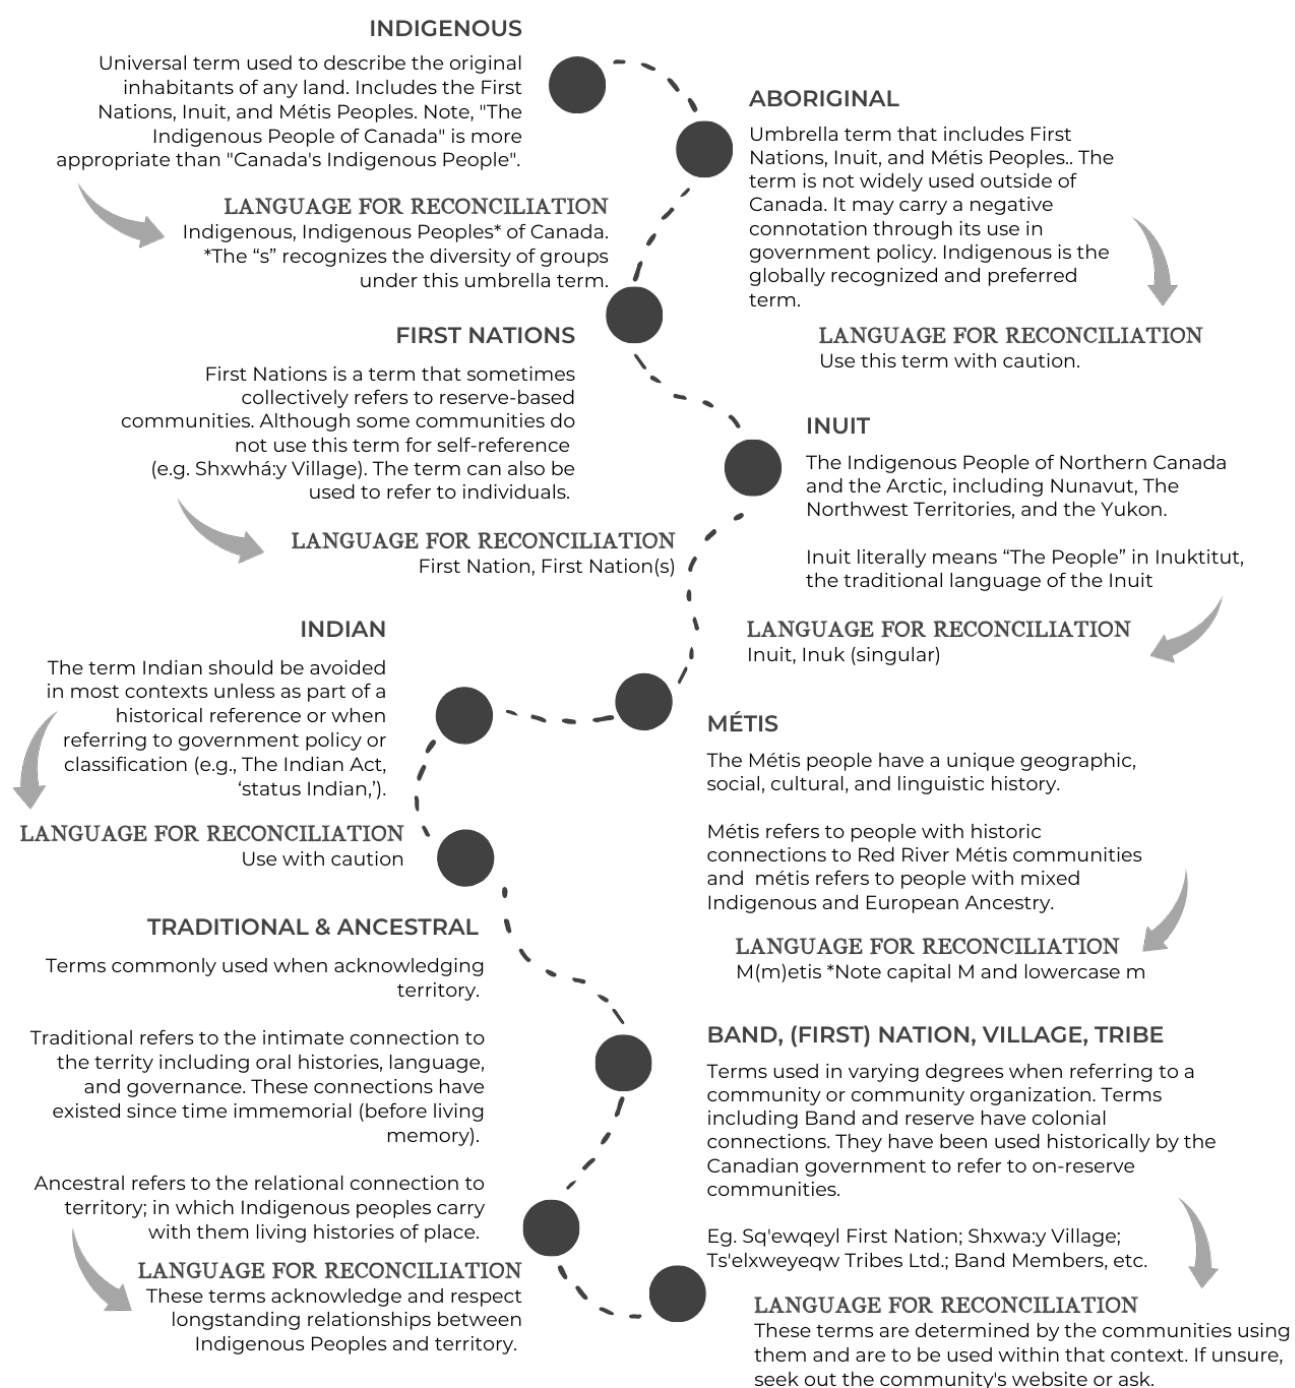 INDIGENOUS
Universal term used to describe the original
inhabitants of any land. Includes the First
Nations, Inuit, and Métis Peoples. Note, "The
Indigenous People of Canada" is more
appropriate than "Canada's Indigenous People".
LANGUAGE FOR RECONCILIATION
Indigenous, Indigenous Peoples* of Canada.
*The “s” recognizes the diversity of groups
under this umbrella term.
ABORIGINAL
Umbrella term that includes First
Nations, Inuit, and Métis Peoples.. The
term is not widely used outside of
Canada. It may carry a negative
connotation through its use in
government policy. Indigenous is the
globally recognized and preferred
term.
LANGUAGE FOR RECONCILIATION
Use this term with caution.
FIRST NATIONS
First Nations is a term that sometimes
collectively refers to reserve-based
communities. Although some communities do
not use this term for self-reference
(e.g. Shxwhá:y Village). The term can also be
used to refer to individuals.
LANGUAGE FOR RECONCILIATION
First Nation, First Nation(s)
INUIT
The Indigenous People of Northern Canada
and the Arctic, including Nunavut, The
Northwest Territories, and the Yukon.
Inuit literally means “The People” in Inuktitut,
the traditional language of the Inuit
LANGUAGE FOR RECONCILIATION
Inuit, Inuk (singular)
INDIAN
The term Indian should be avoided
in most contexts unless as part of a
historical reference or when
referring to government policy or
classification (e.g., The Indian Act,
‘status Indian,’).
LANGUAGE FOR RECONCILIATION
Use with caution
MÉTIS
The Métis people have a unique geographic,
social, cultural, and linguistic history.
Métis refers to people with historic
connections to Red River Métis communities
and métis refers to people with mixed
Indigenous and European Ancestry.
LANGUAGE FOR RECONCILIATION
M(m)etis *Note capital M and lowercase m
TRADITIONAL & ANCESTRAL
Terms commonly used when acknowledging
territory.
Traditional refers to the intimate connection to
the territy including oral histories, language,
and governance. These connections have
existed since time immemorial (before living
memory).
Ancestral refers to the relational connection to
territory; in which Indigenous peoples carry
with them living histories of place.
LANGUAGE FOR RECONCILIATION
These terms acknowledge and respect
longstanding relationships between
Indigenous Peoples and territory.
BAND, (FIRST) NATION, VILLAGE, TRIBE
Terms used in varying degrees when referring to a
community or community organization. Terms
including Band and reserve have colonial
connections. They have been used historically by the
Canadian government to refer to on-reserve
communities.
Eg. Sq'ewqeyl First Nation; Shxwa:y Village;
Ts'elxweyeqw Tribes Ltd.; Band Members, etc.
LANGUAGE FOR RECONCILIATION
These terms are determined by the communities using
them and are to be used within that context. If unsure,
seek out the community's website or ask.